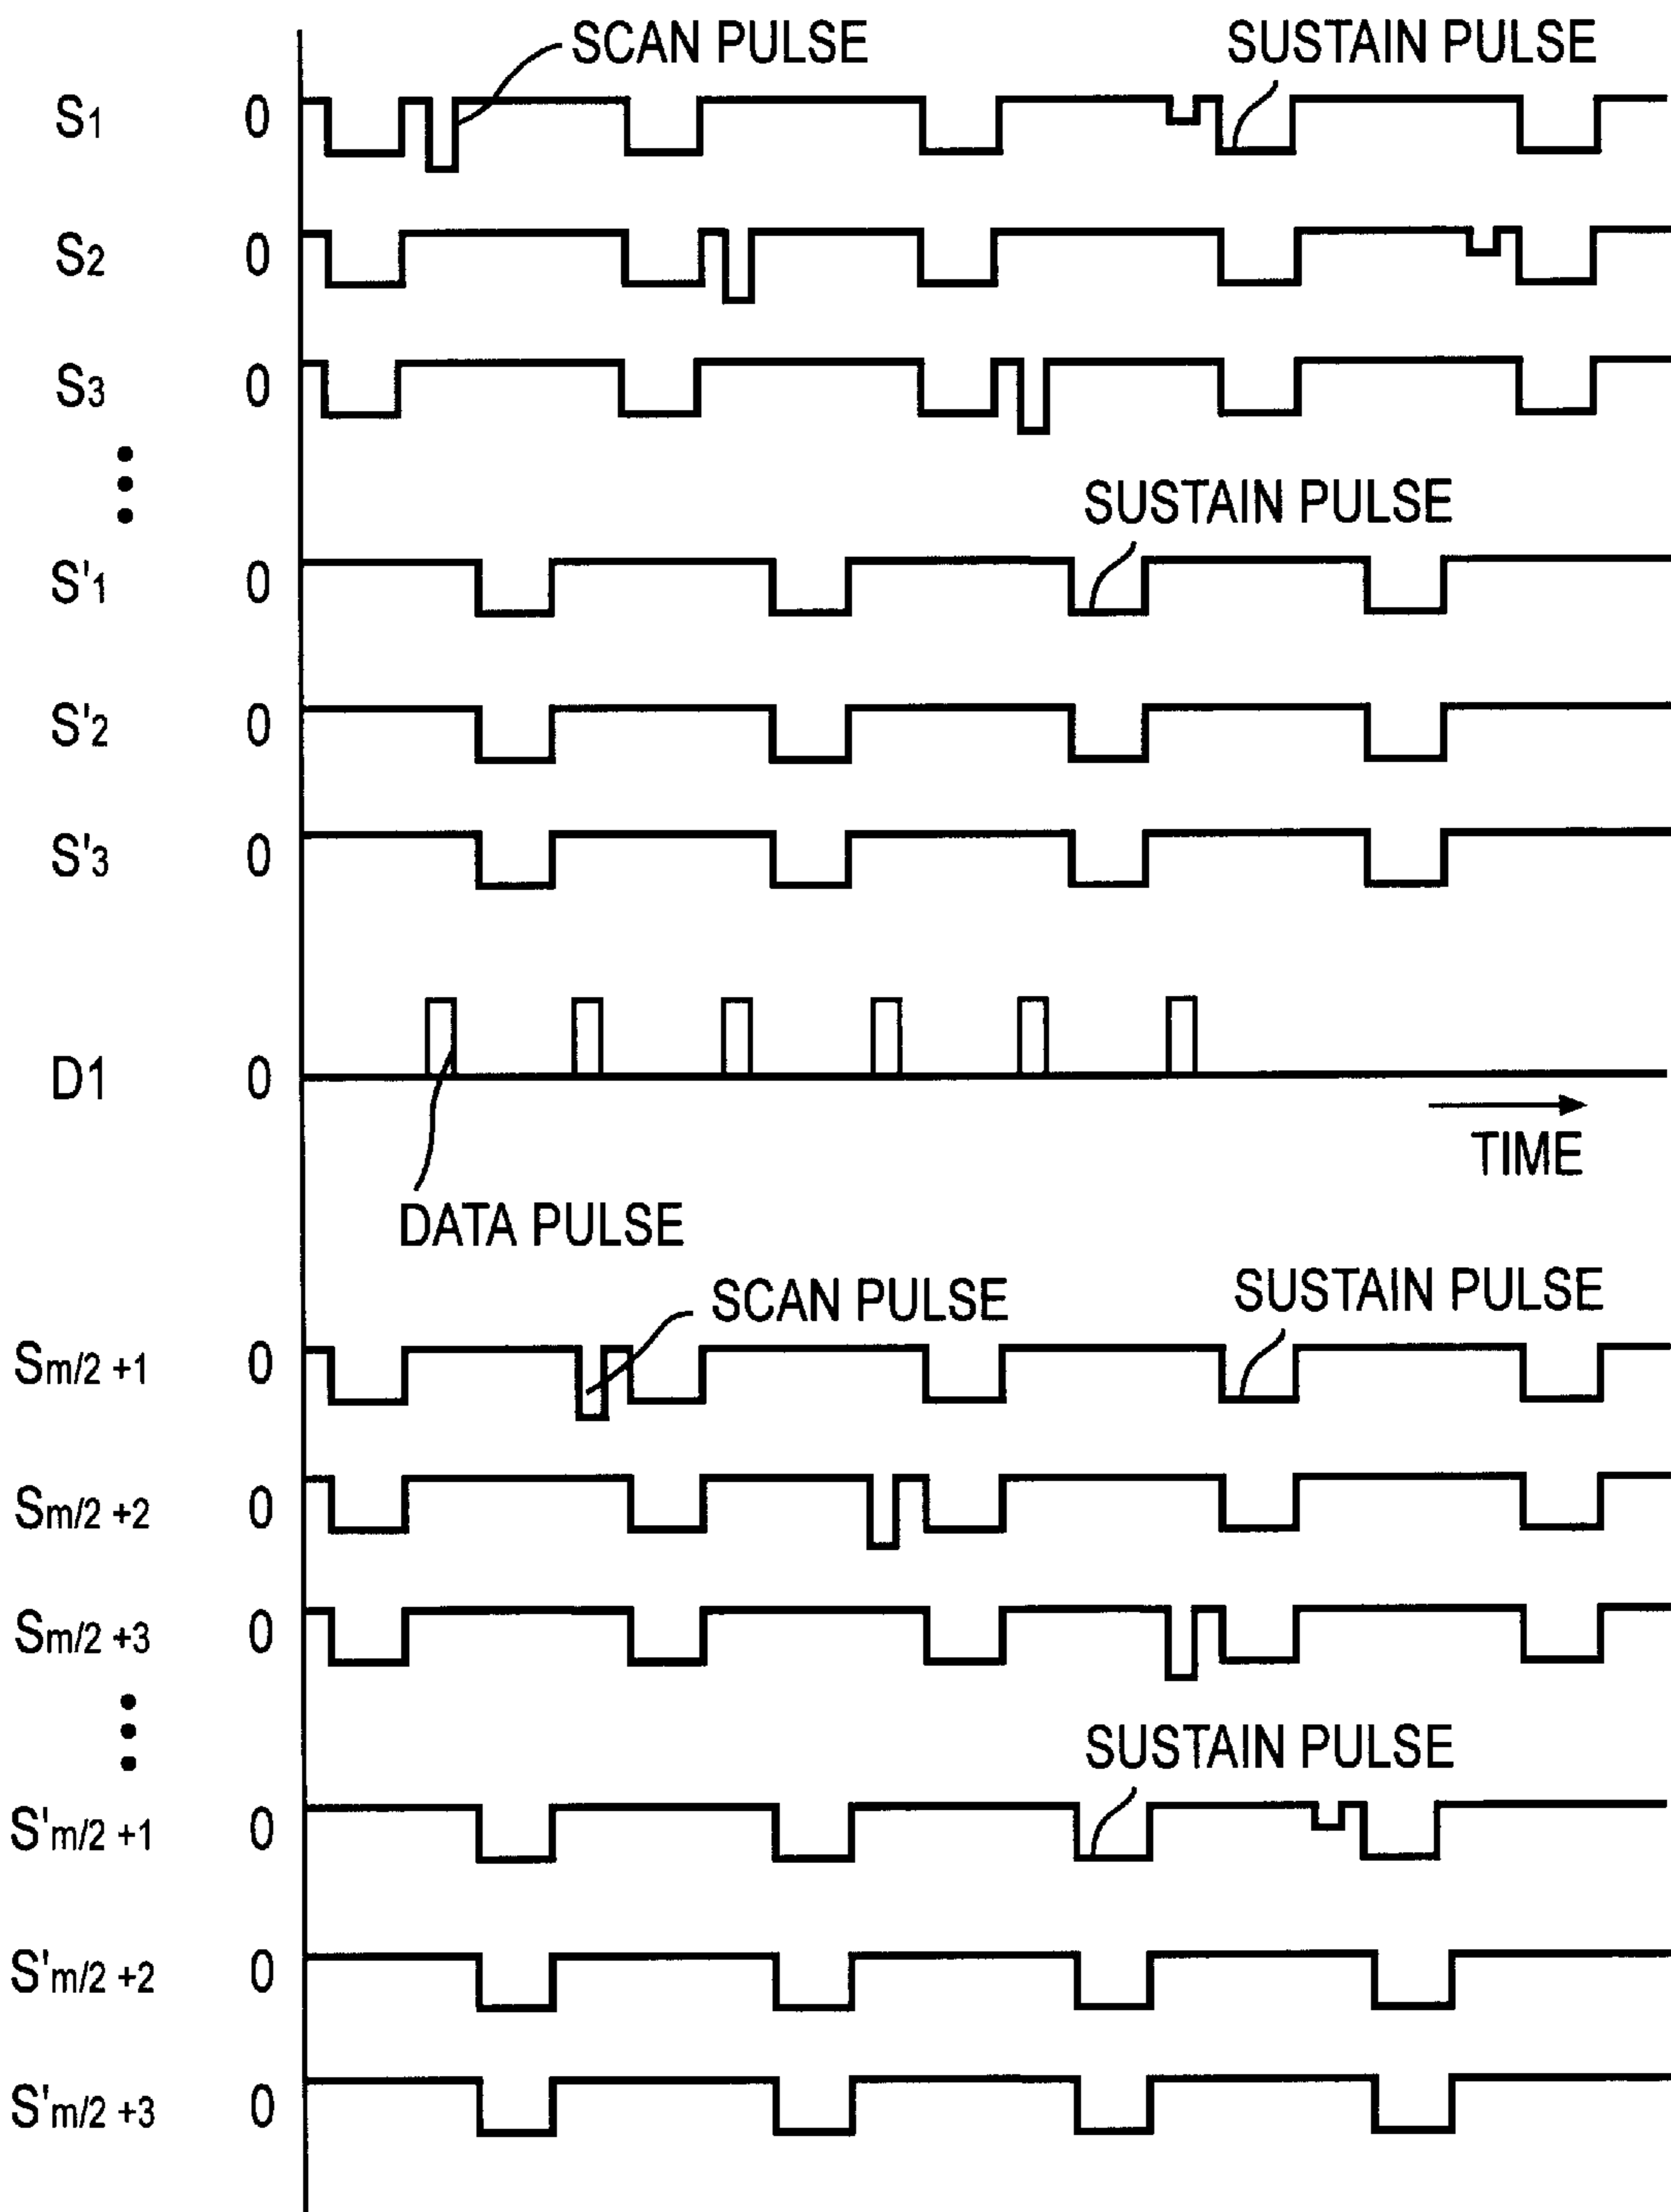 SCAN PULSE SUSTAIN PULSE
S1 0
S2 0
S3 0
SUSTAIN PULSE
S'1 0
S'2 0
S'3 0
D1 0
TIME
DATA PULSE
SCAN PULSE SUSTAIN PULSE
Sm/2 +1 0
Sm/2 +2 0
Sm/2 +3 0
SUSTAIN PULSE
S'm/2 +1 0
S'm/2 +2 0
S'm/2 +3 0